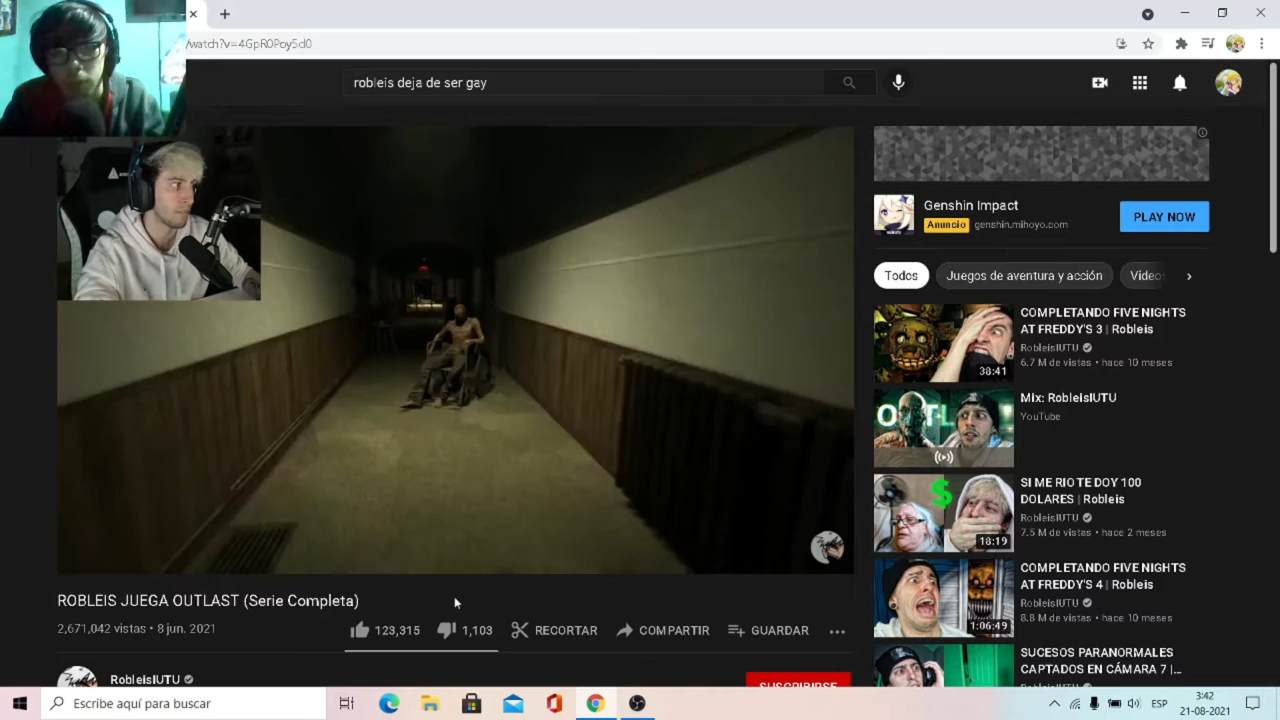 /watch?v=4GpR0Poy5d0
robleis deja de ser gay
Genshin Impact
Anuncio genshin.mihoyo.com
PLAY NOW
Todos
Juegos de aventura y acción
Videos
COMPLETANDO FIVE NIGHTS
AT FREDDY'S 3 | Robleis
RobleisIUTU
6.7 M de vistas • hace 10 meses
38:41
Mix: RobleisIUTU
YouTube
SI ME RIO TE DOY 100
DOLARES | Robleis
RobleisIUTU
7.5 M de vistas • hace 2 meses
18:19
COMPLETANDO FIVE NIGHTS
AT FREDDY'S 4 | Robleis
RobleisIUTU
8.8 M de vistas • hace 10 meses
1:06:49
SUCESOS PARANORMALES
CAPTADOS EN CÁMARA 7 |...
ROBLEIS JUEGA OUTLAST (Serie Completa)
2,671,042 vistas • 8 jun. 2021
123,315
1,103
RECORTAR
COMPARTIR
GUARDAR
RobleisIUTU
SUSCRIBIRSE
Escribe aquí para buscar
ESP
3:42
21-08-2021